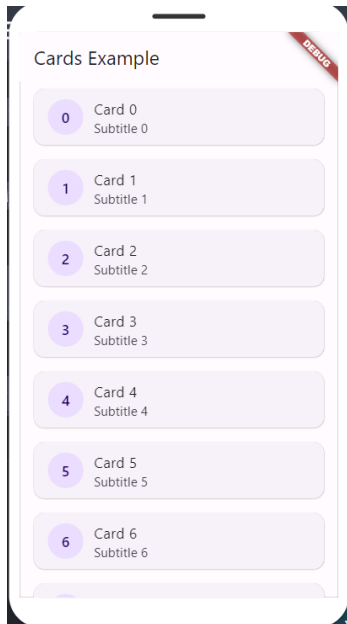 Cards Example
DEBUG
0
Card 0
Subtitle 0
1
Card 1
Subtitle 1
2
Card 2
Subtitle 2
3
Card 3
Subtitle 3
4
Card 4
Subtitle 4
5
Card 5
Subtitle 5
6
Card 6
Subtitle 6